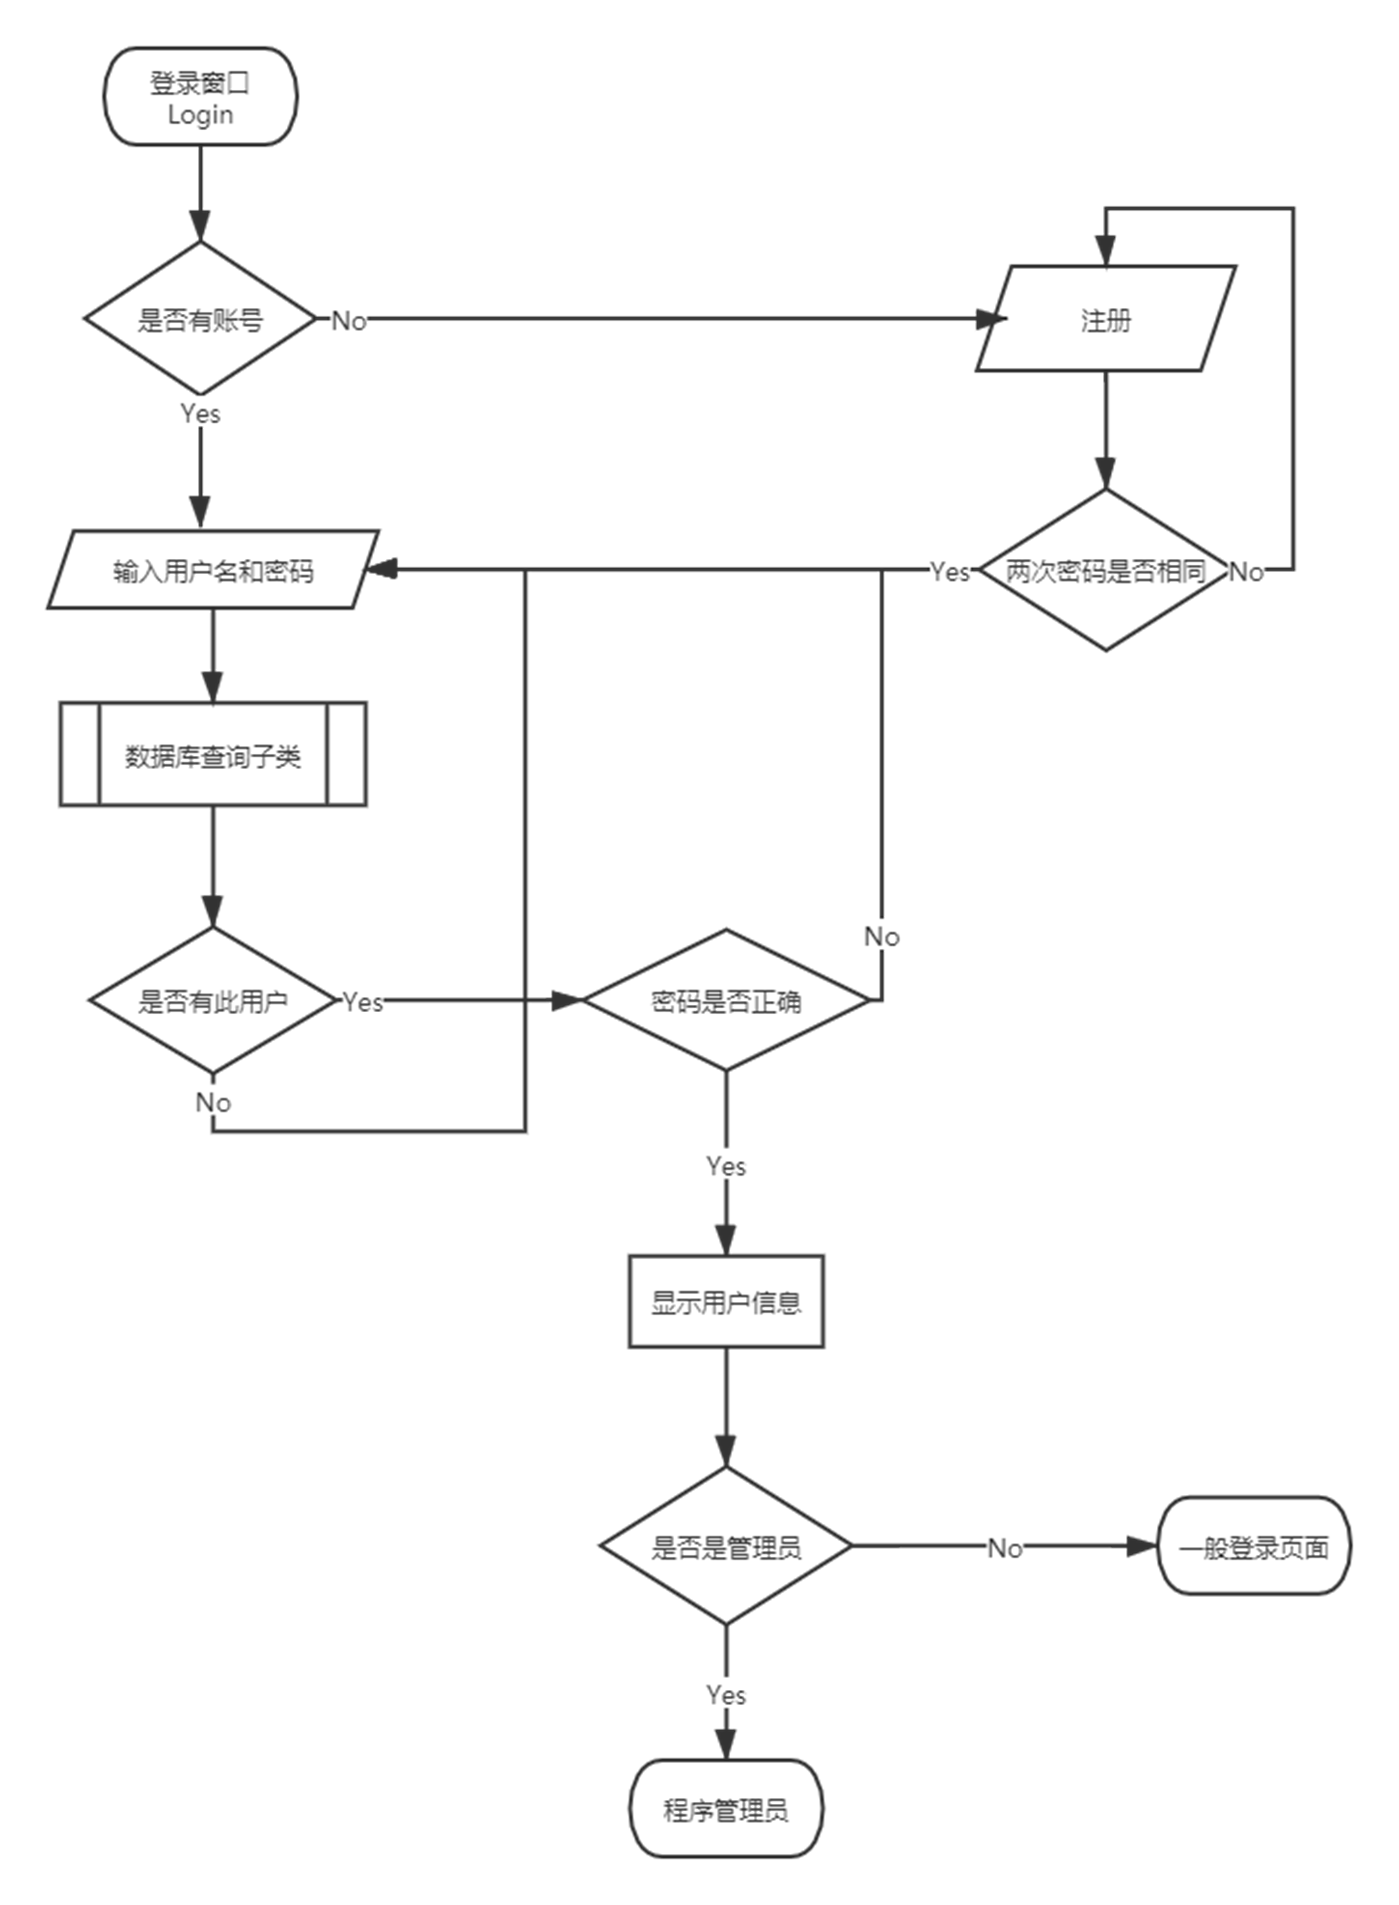 登录窗口
Login
是否有账号
No
注册
Yes
输入用户名和密码
Yes
两次密码是否相同
No
数据库查询子类
No
是否有此用户
Yes
密码是否正确
No
Yes
显示用户信息
是否是管理员
No
一般登录页面
Yes
程序管理员